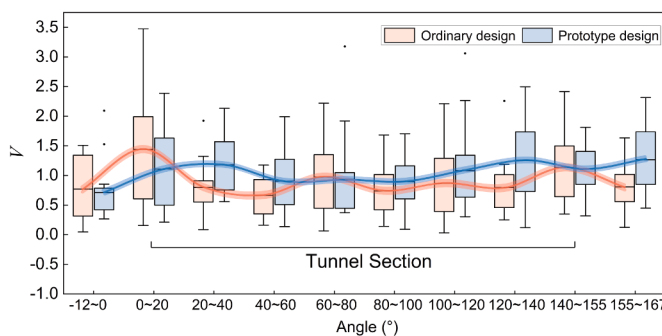 3.5
3.0
2.5
2.0
1.5
1.0
0.5
0.0
-0.5
-1.0
V
Ordinary design
Prototype design
Tunnel Section
-12~0 0~20 20~40 40~60 60~80 80~100 100~120 120~140 140~155 155~167
Angle (°)